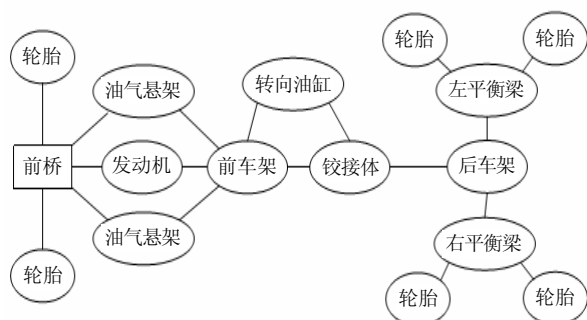 轮胎
轮胎
轮胎
油气悬架
转向油缸
左平衡梁
前桥
发动机
前车架
铰接体
后车架
油气悬架
右平衡梁
轮胎
轮胎
轮胎